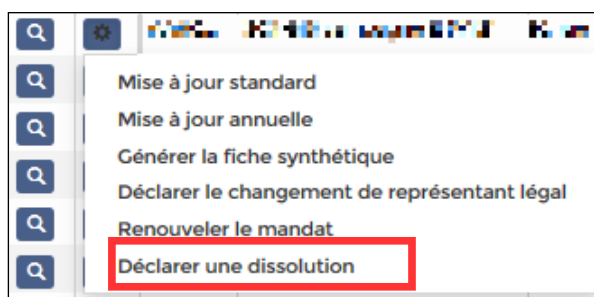 Mise à jour standard
Mise à jour annuelle
Générer la fiche synthétique
Déclarer le changement de représentant légal
Renouveler le mandat
Déclarer une dissolution